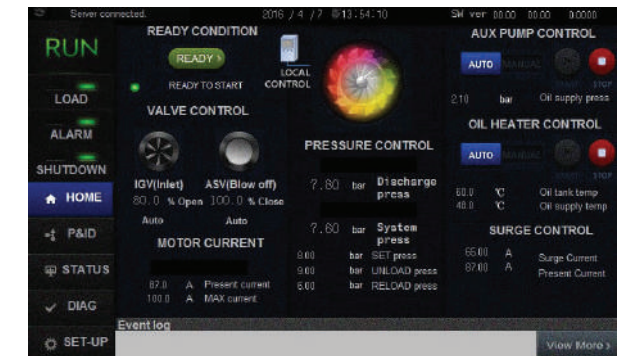 Server connected.
2016 / 4 / 7
13:54:10
SW ver 00.00 00.00 0.0000
RUN
LOAD
ALARM
SHUTDOWN
HOME
P&ID
STATUS
DIAG
SET-UP
READY CONDITION
READY
READY TO START
LOCAL
CONTROL
VALVE CONTROL
IGV(Inlet) ASV(Blow off)
80.0 % Open 100.0 % Close
Auto Auto
MOTOR CURRENT
87.0 A Present current
100.0 A MAX current
PRESSURE CONTROL
7.80 bar Discharge
press
7.60 bar System
press
8.00 bar SET press
9.00 bar UNLOAD press
6.00 bar RELOAD press
AUX PUMP CONTROL
AUTO MANUAL
START STOP
2.10 bar Oil supply press
OIL HEATER CONTROL
AUTO MANUAL
START STOP
60.0 ℃ Oil tank temp
48.0 ℃ Oil supply temp
SURGE CONTROL
65.00 A Surge Current
87.00 A Present Current
Event log
View More >